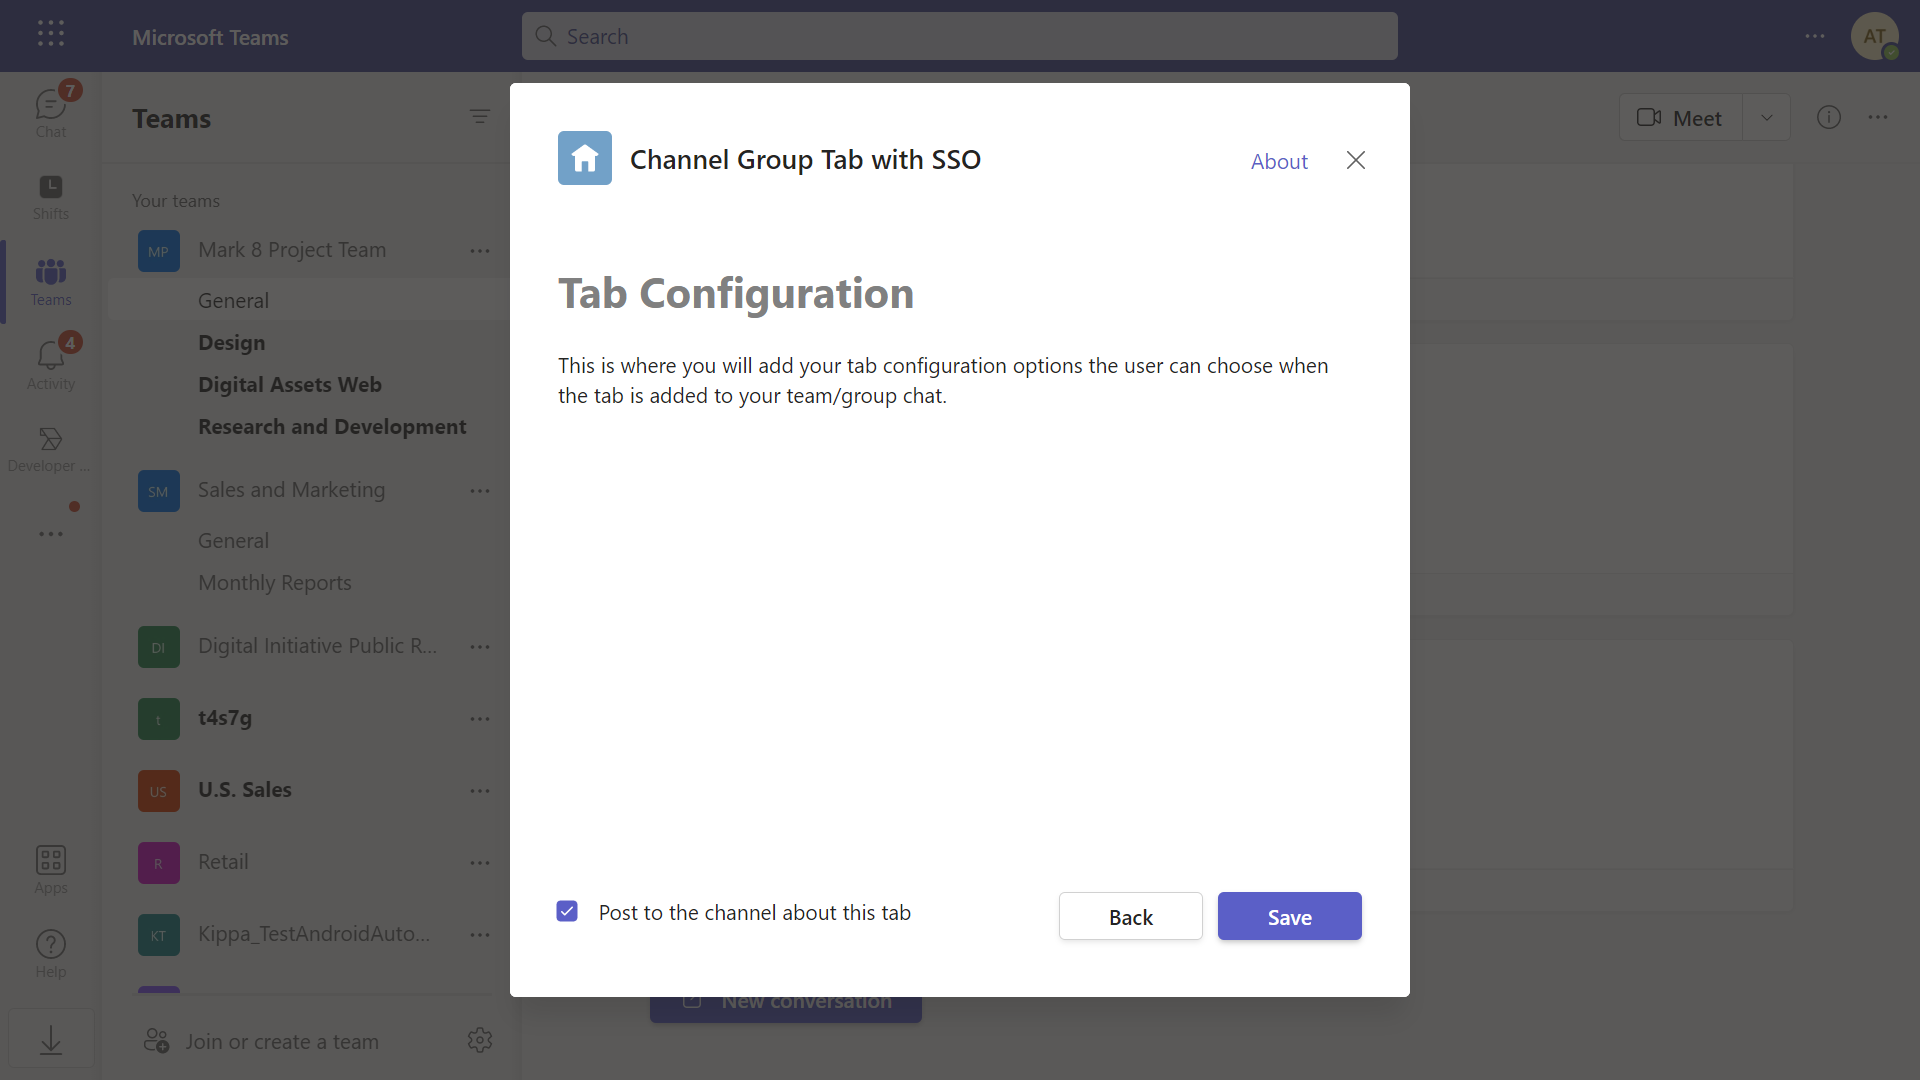 Microsoft Teams
Search
AT
7
Chat
Shifts
Teams
4
Activity
Developer ...
Apps
Help
Teams
Your teams
MP Mark 8 Project Team
General
Design
Digital Assets Web
Research and Development
SM Sales and Marketing
General
Monthly Reports
DI Digital Initiative Public R...
t t4s7g
US U.S. Sales
R Retail
KT Kippa_TestAndroidAuto...
Join or create a team
Meet
Channel Group Tab with SSO
About
Tab Configuration
This is where you will add your tab configuration options the user can choose when
the tab is added to your team/group chat.
Post to the channel about this tab
Back
Save
New conversation